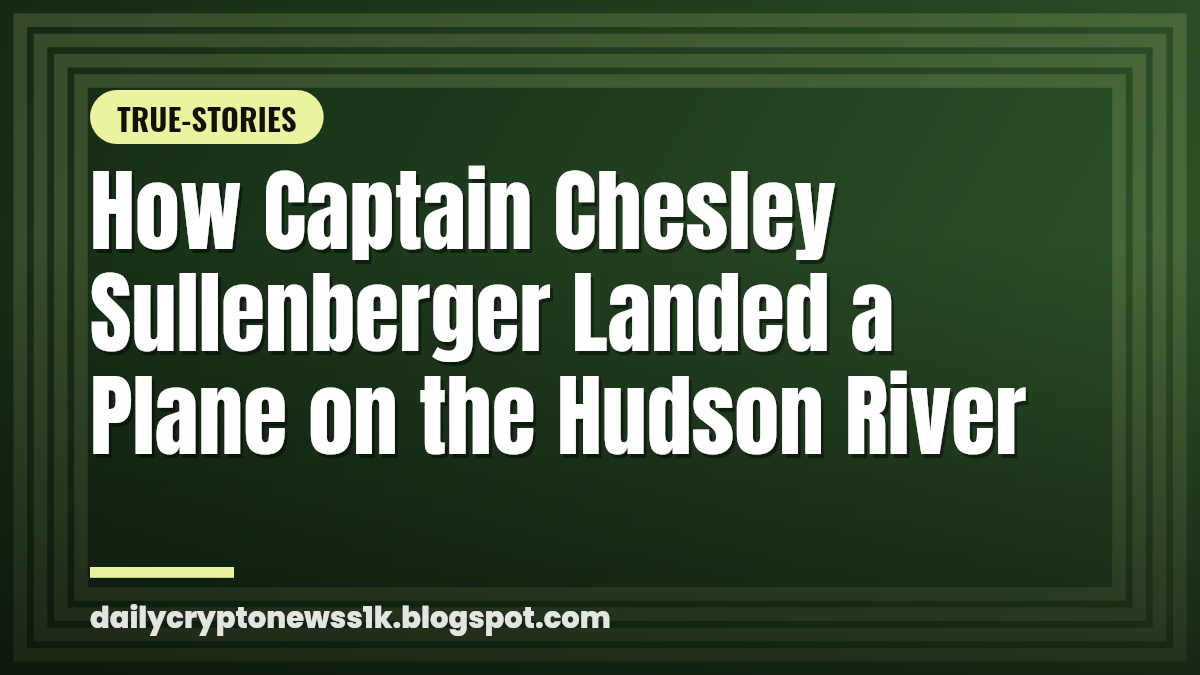 TRUE-STORIES
How Captain Chesley
Sullenberger Landed a
Plane on the Hudson River
dailycryptonewss1k.blogspot.com